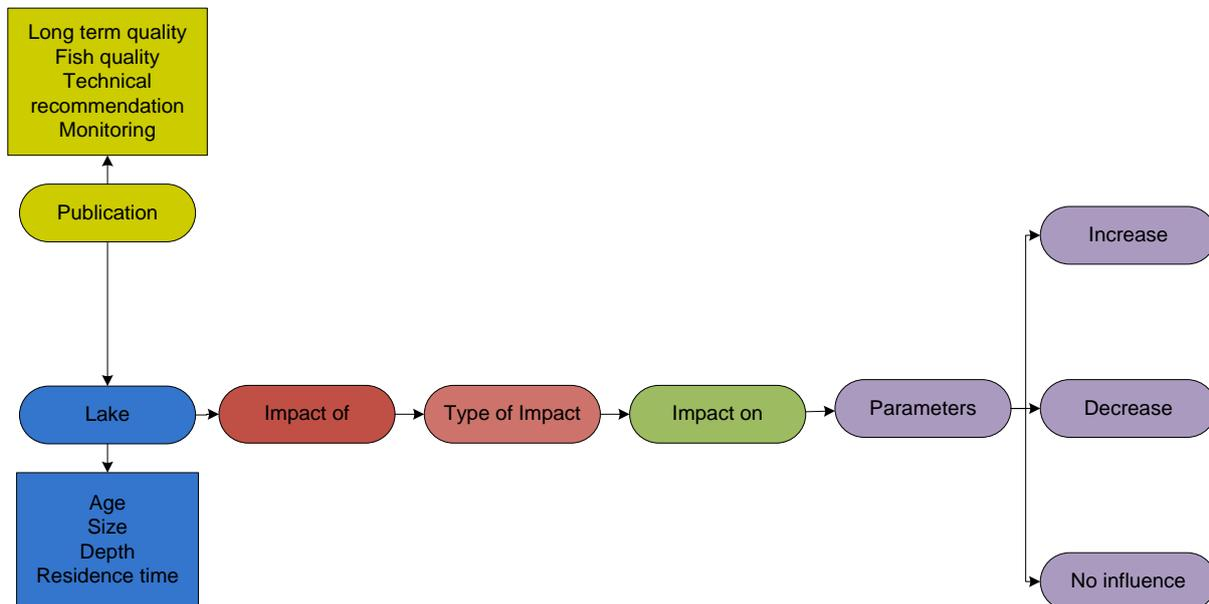 Long term quality
Fish quality
Technical
recommendation
Monitoring
Publication
Increase
Lake
Impact of
Type of Impact
Impact on
Parameters
Decrease
Age
Size
Depth
Residence time
No influence